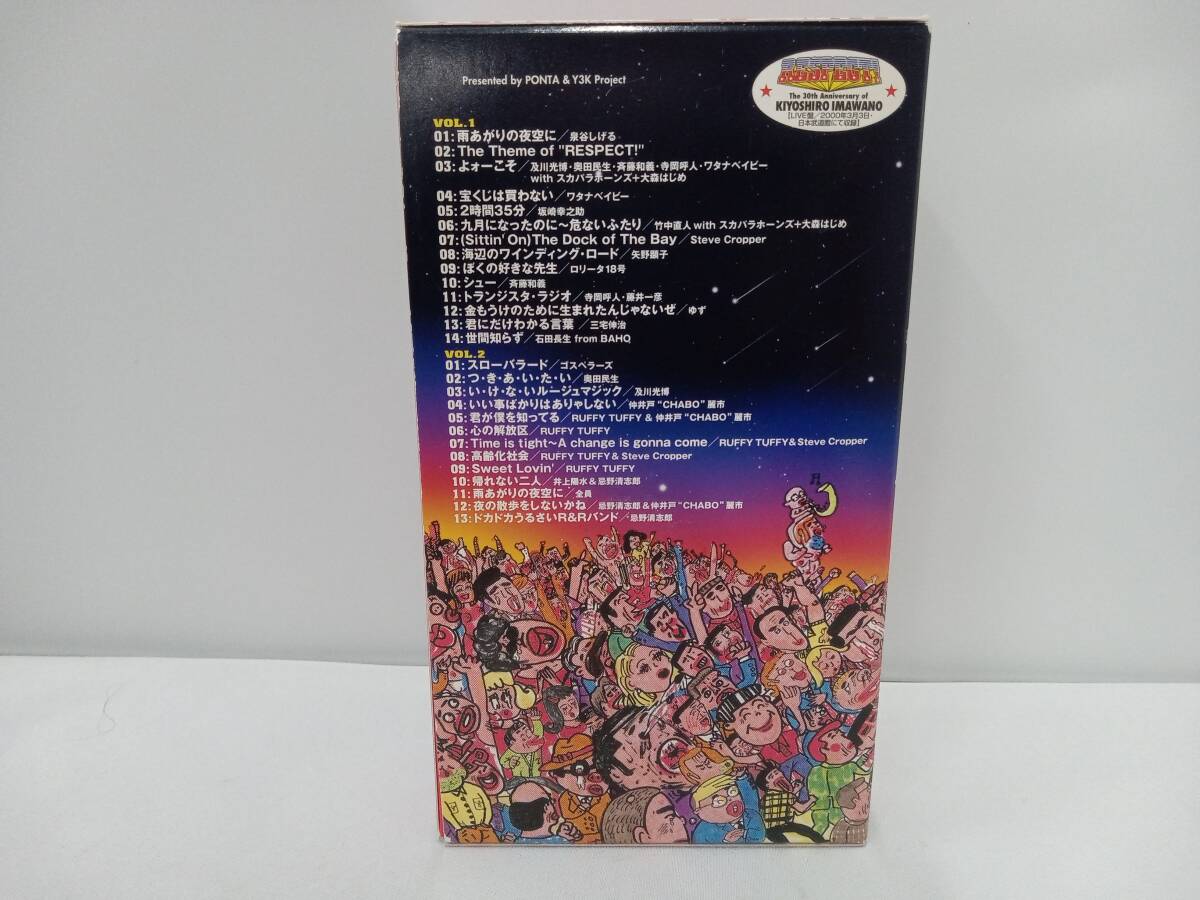 Presented by PONTA & Y3K Project
The 30th Anniversary of
KIYOSHIRO IMAWANO
[LIVE盤/2000年3月3日・
日本武道館にて収録]
VOL.1
01:雨あがりの夜空に/泉谷しげる
02:The Theme of "RESPECT!"
03:よォーこそ/及川光博・奥田民生・斉藤和義・寺岡呼人・ワタナベイビー
with スカパラホーンズ+大森はじめ
04:宝くじは買わない/ワタナベイビー
05:2時間35分/坂崎幸之助
06:九月になったのに〜危ないふたり/竹中直人 with スカパラホーンズ+大森はじめ
07:(Sittin' On)The Dock of The Bay/Steve Cropper
08:海辺のワインディング・ロード/矢野顕子
09:ぼくの好きな先生/ロリータ18号
10:シュー/斉藤和義
11:トランジスタ・ラジオ/寺岡呼人・藤井一彦
12:金もうけのために生まれたんじゃないぜ/ゆず
13:君にだけわかる言葉/三宅伸治
14:世間知らず/石田長生 from BAHO
VOL.2
01:スローバラード/ゴスペラーズ
02:つ・き・あ・い・た・い/奥田民生
03:い・け・な・いルージュマジック/及川光博
04:いい事ばかりはありゃしない/仲井戸"CHABO"麗市
05:君が僕を知ってる/RUFFY TUFFY & 仲井戸"CHABO"麗市
06:心の解放区/RUFFY TUFFY
07:Time is tight〜A change is gonna come/RUFFY TUFFY&Steve Cropper
08:高齢化社会/RUFFY TUFFY & Steve Cropper
09:Sweet Lovin'/RUFFY TUFFY
10:帰れない二人/井上陽水&忌野清志郎
11:雨あがりの夜空に/全員
12:夜の散歩をしないかね/忌野清志郎&仲井戸"CHABO"麗市
13:ドカドカうるさいR&Rバンド/忌野清志郎